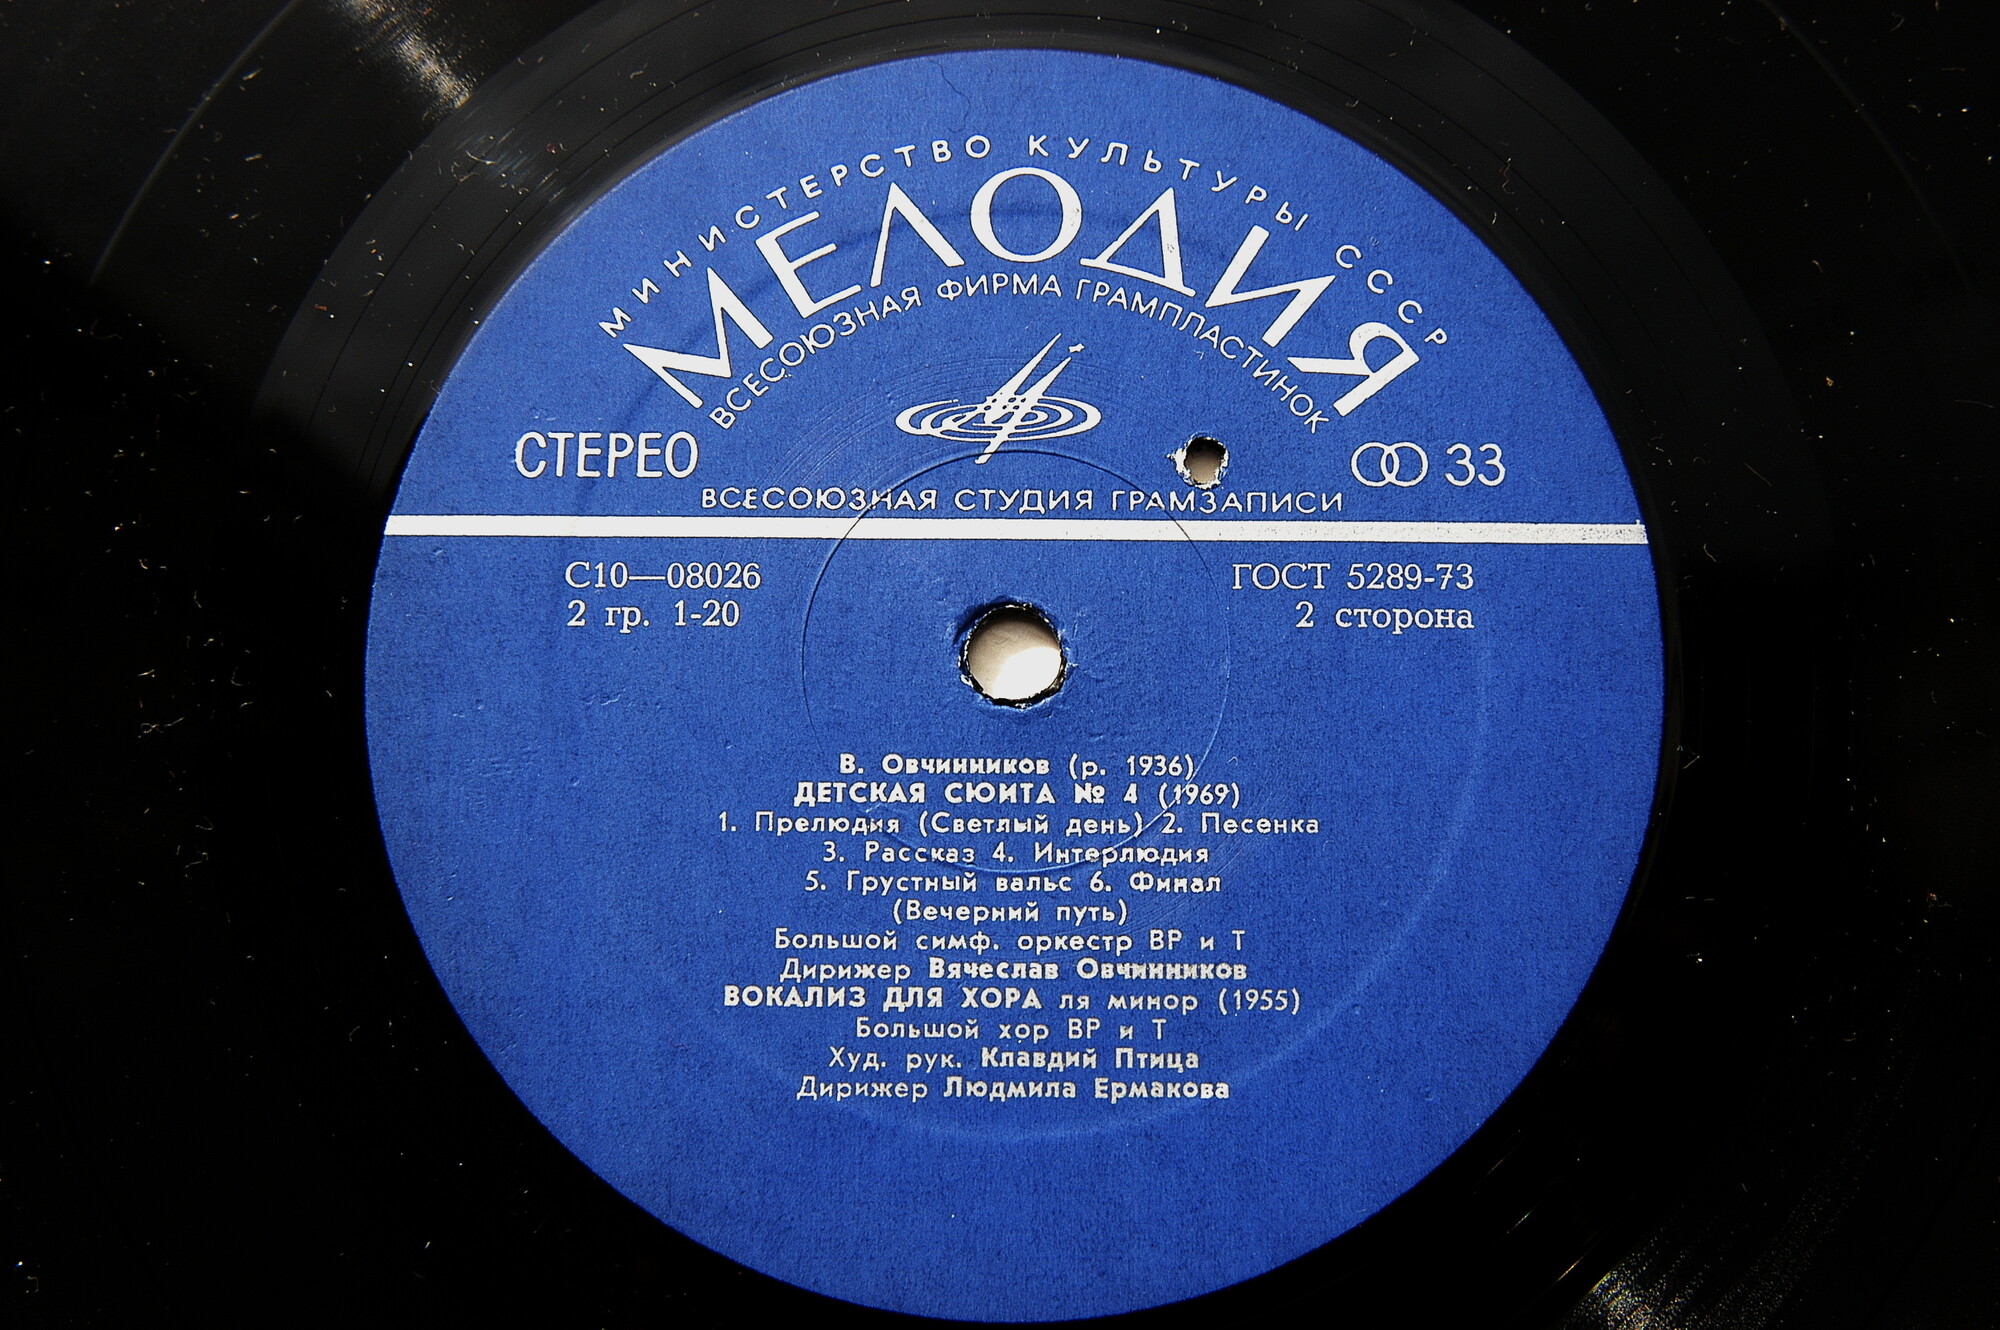 МИНИСТЕРСТВО КУЛЬТУРЫ СССР
МЕЛОДИЯ
ВСЕСОЮЗНАЯ ФИРМА ГРАМПЛАСТИНОК
СТЕРЕО
33
ВСЕСОЮЗНАЯ СТУДИЯ ГРАМЗАПИСИ
С10—08026
ГОСТ 5289-73
2 гр. 1-20
2 сторона
В. Овчинников (р. 1936)
ДЕТСКАЯ СЮИТА № 4 (1969)
1. Прелюдия (Светлый день) 2. Песенка
3. Рассказ 4. Интерлюдия
5. Грустный вальс 6. Финал
(Вечерний путь)
Большой симф. оркестр ВР и Т
Дирижер Вячеслав Овчинников
ВОКАЛИЗ ДЛЯ ХОРА ля минор (1955)
Большой хор ВР и Т
Худ. рук. Клавдий Птица
Дирижер Людмила Ермакова